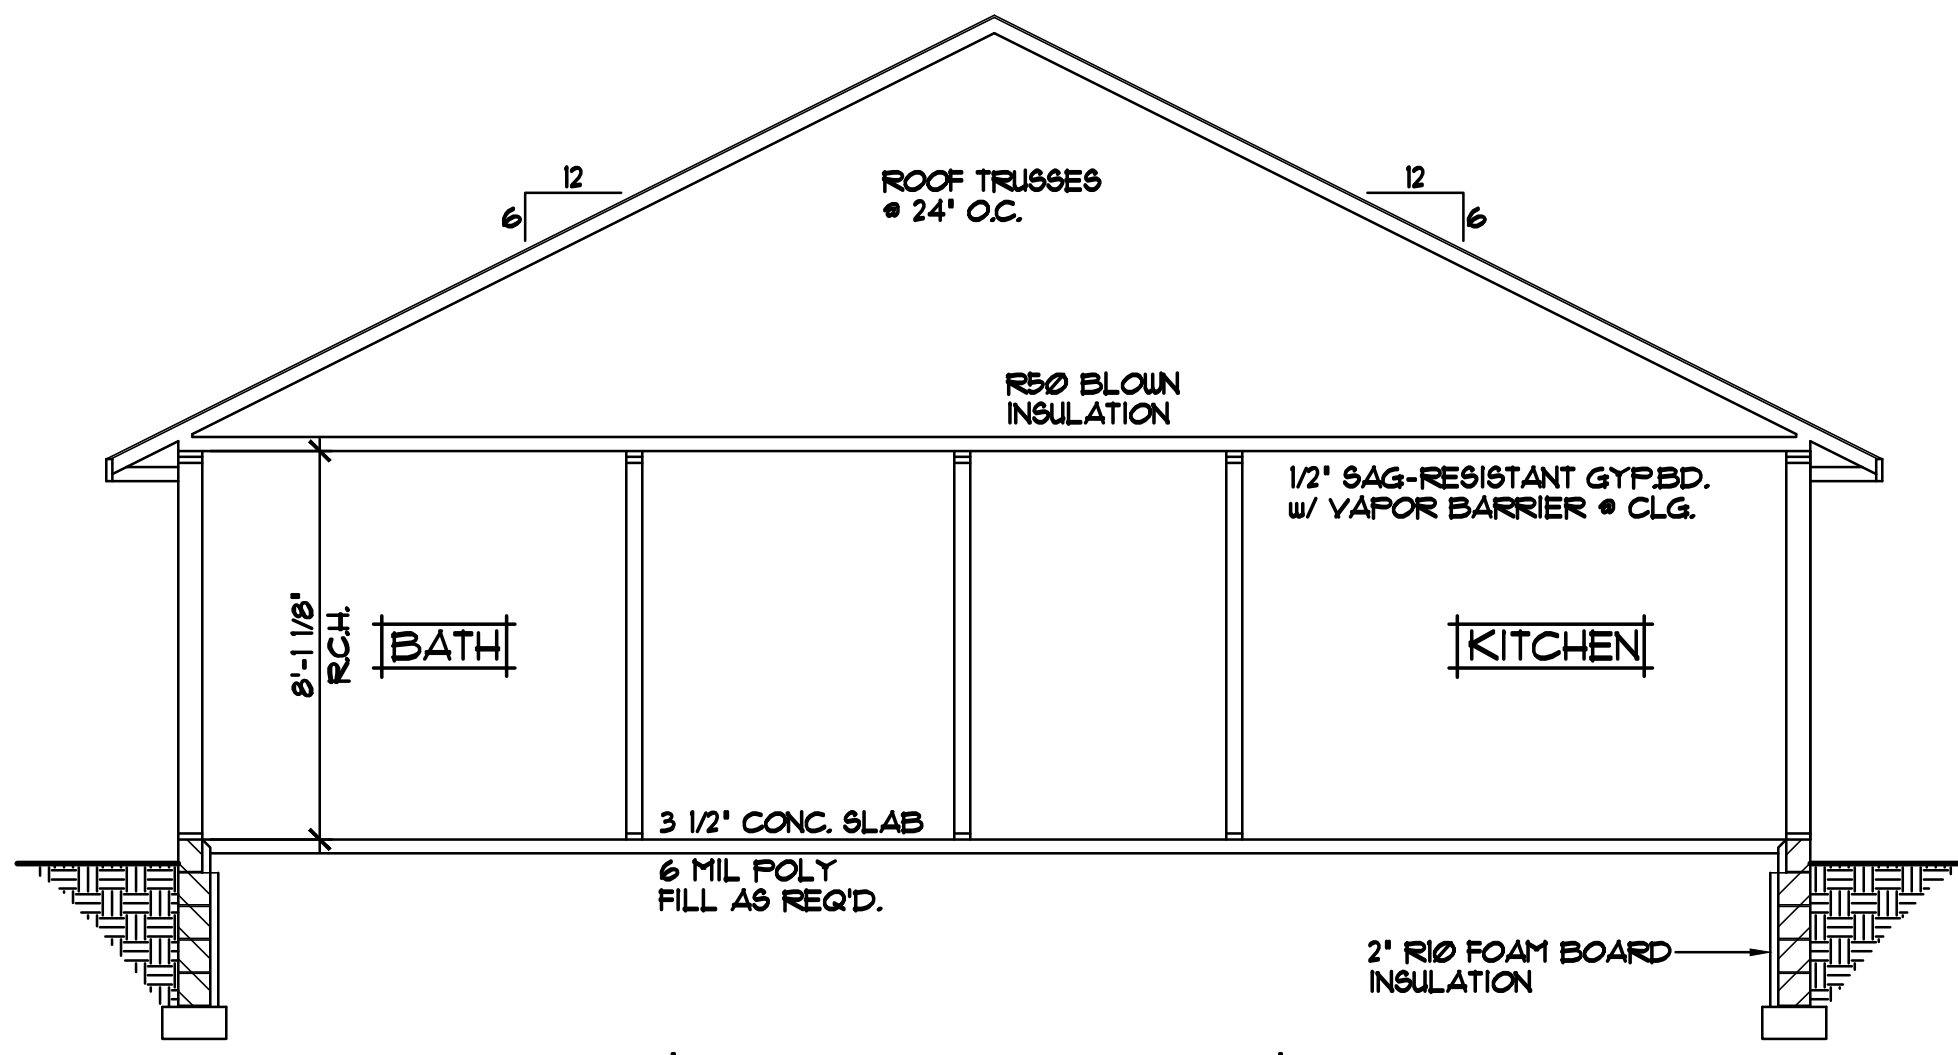 12
6
ROOF TRUSSES
@ 24" O.C.
12
6
R50 BLOWN
INSULATION
1/2" SAG-RESISTANT GYP.BD.
w/ VAPOR BARRIER @ CLG.
8'-1 1/8"
R.C.H.
BATH
KITCHEN
3 1/2" CONC. SLAB
6 MIL POLY
FILL AS REQ'D.
2" R10 FOAM BOARD
INSULATION